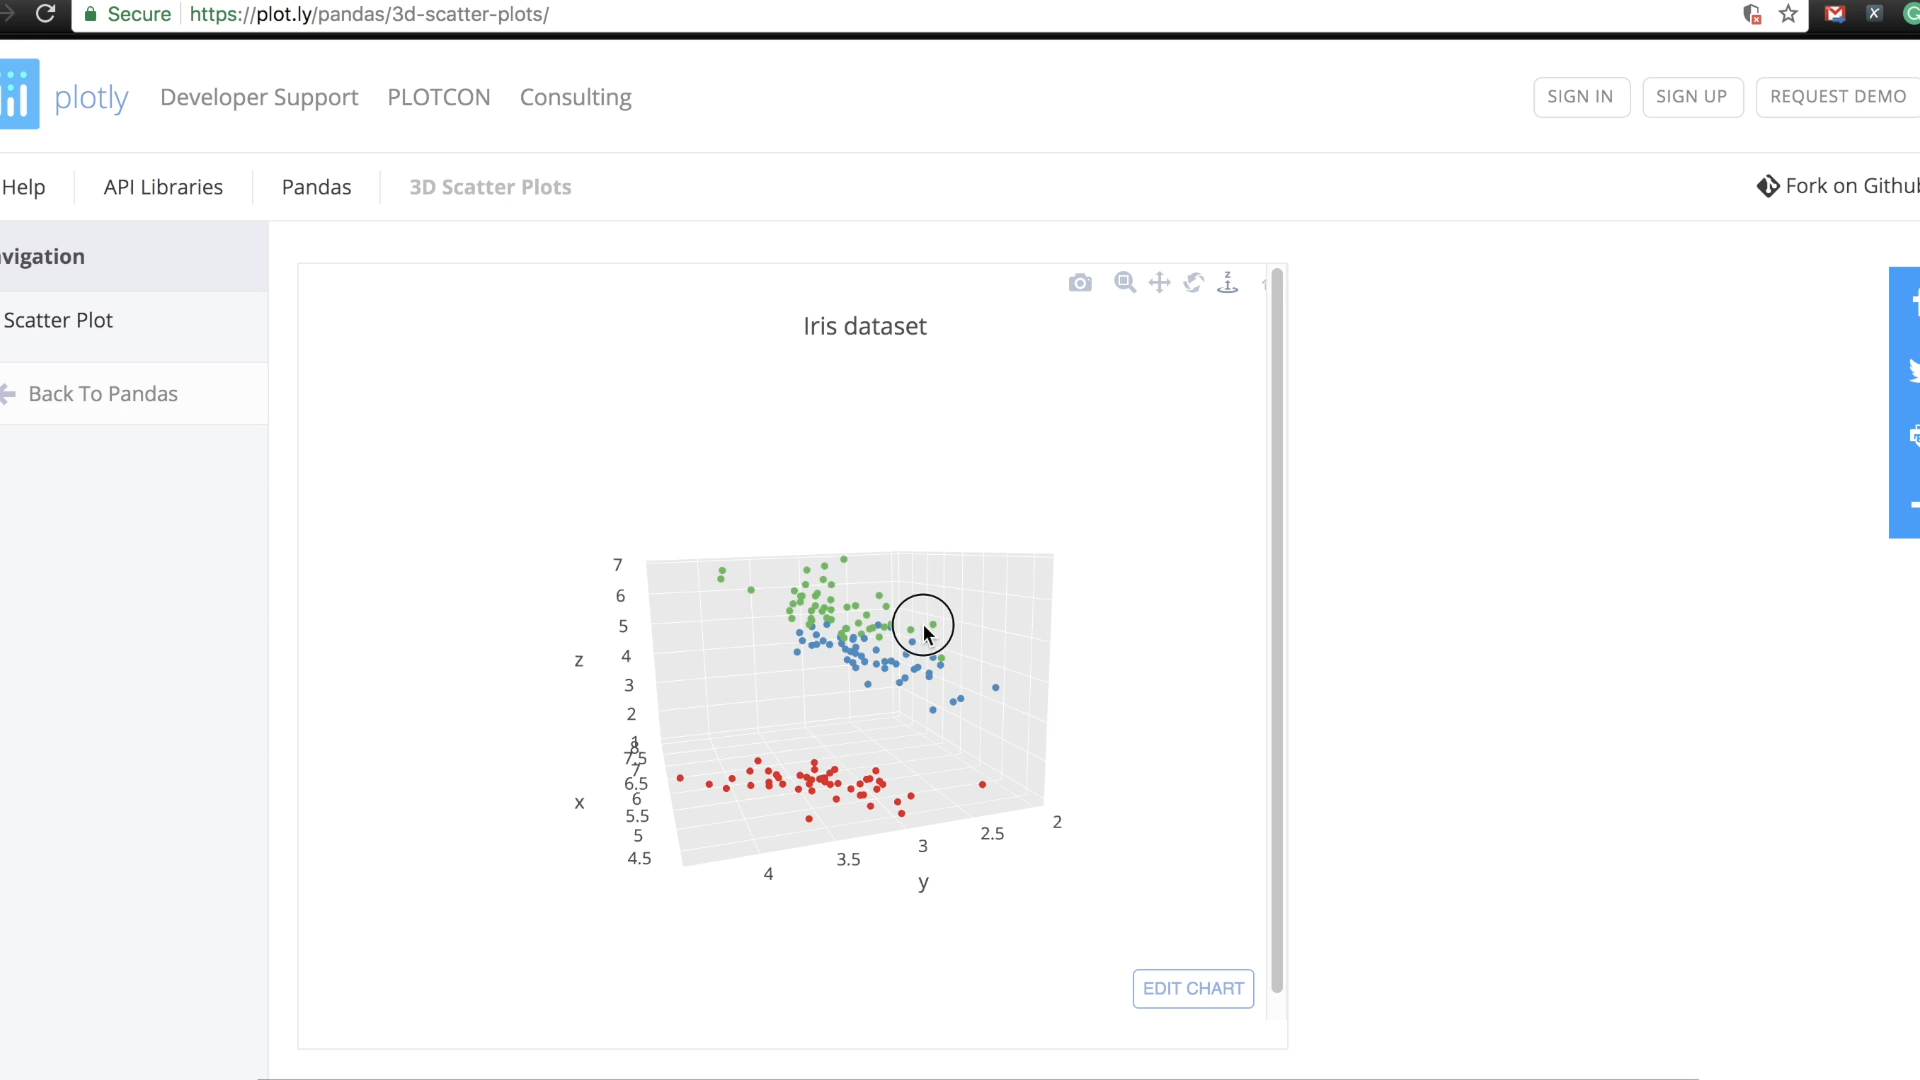 Secure https://plot.ly/pandas/3d-scatter-plots/
plotly Developer Support PLOTCON Consulting SIGN IN SIGN UP REQUEST DEMO
Help API Libraries Pandas 3D Scatter Plots Fork on Githu
vigation
Scatter Plot
Back To Pandas
z
Iris dataset
7
6
5
z
4
3
2
1
8
7.5
7
6.5
x
6
5.5
5
4.5
4
3.5
3
2.5
2
y
EDIT CHART